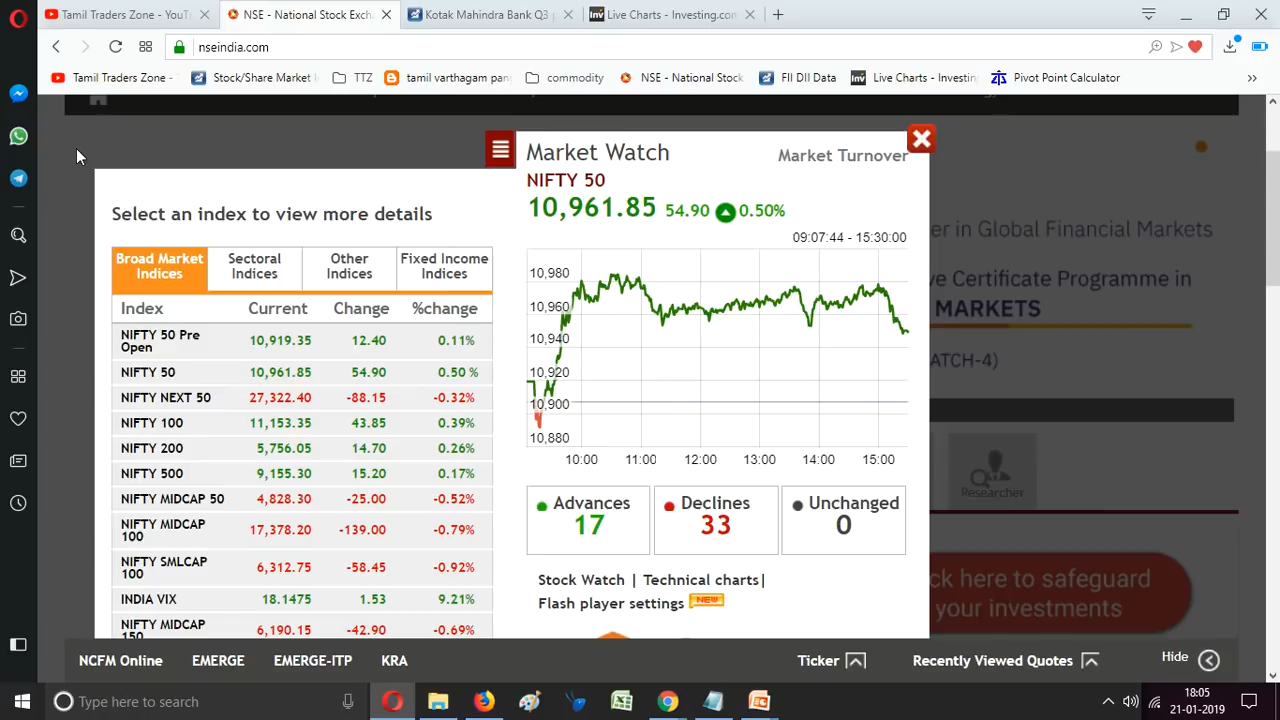 Tamil Traders Zone - YouT
NSE - National Stock Exch
Kotak Mahindra Bank Q3 p
Inv Live Charts - Investing.com
nseindia.com
Tamil Traders Zone -
Stock/Share Market
TTZ
tamil varthagam pan
commodity
NSE - National Stock
FII DII Data
Inv Live Charts - Investin
Pivot Point Calculator
Market Watch
Market Turnover
NIFTY 50
10,961.85 54.90 0.50%
09:07:44 - 15:30:00
Select an index to view more details
Broad Market Indices
Sectoral Indices
Other Indices
Fixed Income Indices
Index Current Change %change
NIFTY 50 Pre Open 10,919.35 12.40 0.11%
NIFTY 50 10,961.85 54.90 0.50 %
NIFTY NEXT 50 27,322.40 -88.15 -0.32%
NIFTY 100 11,153.35 43.85 0.39%
NIFTY 200 5,756.05 14.70 0.26%
NIFTY 500 9,155.30 15.20 0.17%
NIFTY MIDCAP 50 4,828.30 -25.00 -0.52%
NIFTY MIDCAP 100 17,378.20 -139.00 -0.79%
NIFTY SMLCAP 100 6,312.75 -58.45 -0.92%
INDIA VIX 18.1475 1.53 9.21%
NIFTY MIDCAP 150 6,190.15 -42.90 -0.69%
10,980
10,960
10,940
10,920
10,900
10,880
10:00 11:00 12:00 13:00 14:00 15:00
Advances
17
Declines
33
Unchanged
0
Stock Watch | Technical charts|
Flash player settings NEW
er in Global Financial Markets
ve Certificate Programme in
MARKETS
ATCH-4)
Researcher
ck here to safeguard
your investments
NCFM Online EMERGE EMERGE-ITP KRA
Ticker
Recently Viewed Quotes
Hide
Type here to search
18:05
21-01-2019